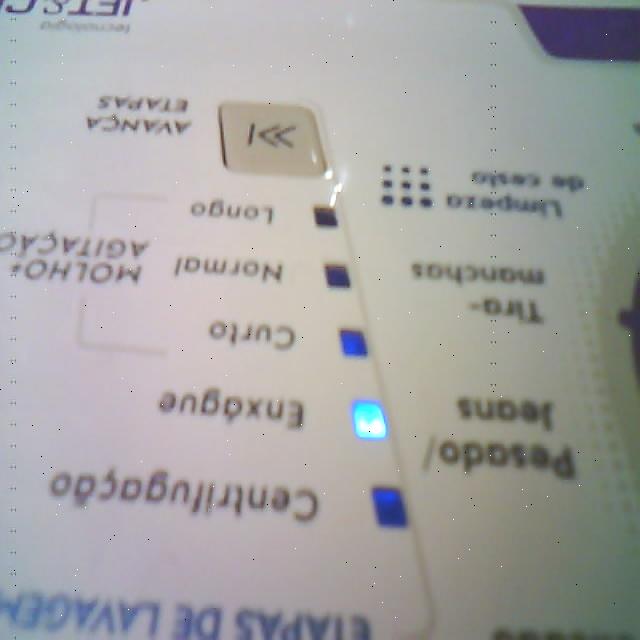 ETAPAS DE LAVAGEM
Centrifugação
Enxágue
Curto
Normal
Longo
MOLHO+
AGITAÇÃO
AVANÇA
ETAPAS
Pesado/
Jeans
Tira-
manchas
Limpeza
de cesto
tecnologia